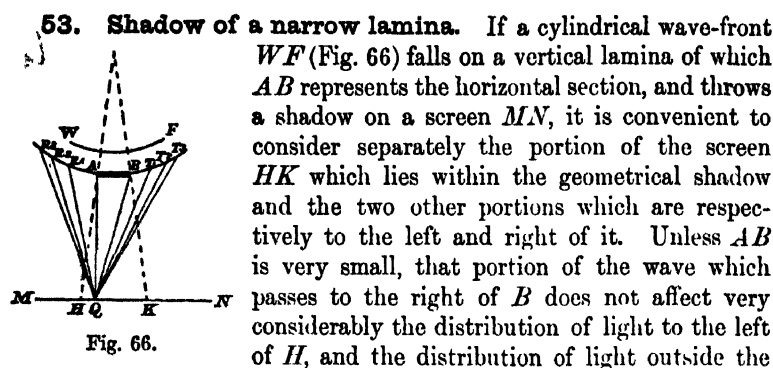 53. Shadow of a narrow lamina. If a cylindrical wave-front
WF (Fig. 66) falls on a vertical lamina of which
AB represents the horizontal section, and throws
a shadow on a screen MN, it is convenient to
consider separately the portion of the screen
HK which lies within the geometrical shadow
and the two other portions which are respec-
tively to the left and right of it. Unless AB
is very small, that portion of the wave which
passes to the right of B does not affect very
considerably the distribution of light to the left
of H, and the distribution of light outside the
W F
A B T1 T2 T3
M H Q K N
Fig. 66.